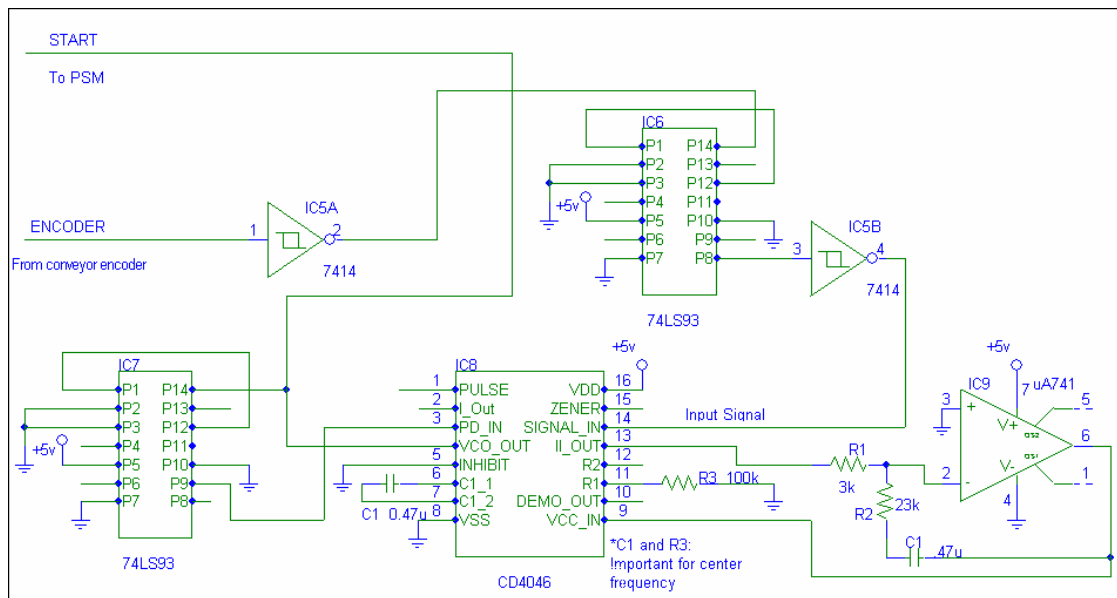 START
To PSM
ENCODER
From conveyor encoder
1
IC5A
2
7414
IC6
P1 P14
P2 P13
P3 P12
P4 P11
+5v
P5 P10
P6 P9
P7 P8
74LS93
3
IC5B
4
7414
IC7
P1 P14
P2 P13
P3 P12
+5v
P4 P11
P5 P10
P6 P9
P7 P8
74LS93
IC8
+5v
1 PULSE VDD 16
2 I_Out ZENER 15
3 PD_IN SIGNAL_IN 14
VCO_OUT II_OUT 13
5 INHIBIT R2 12
6 C1_1 R1 11
7 C1_2 DEMO_OUT 10
8 VSS VCC_IN 9
C1 0.47u
CD4046
Input Signal
R3 100k
*C1 and R3:
Important for center
frequency
R1
3k
R2
23k
C1
.47u
+5v
IC9
7
uA741
3
+
V+
5
6
2
-
V-
1
4